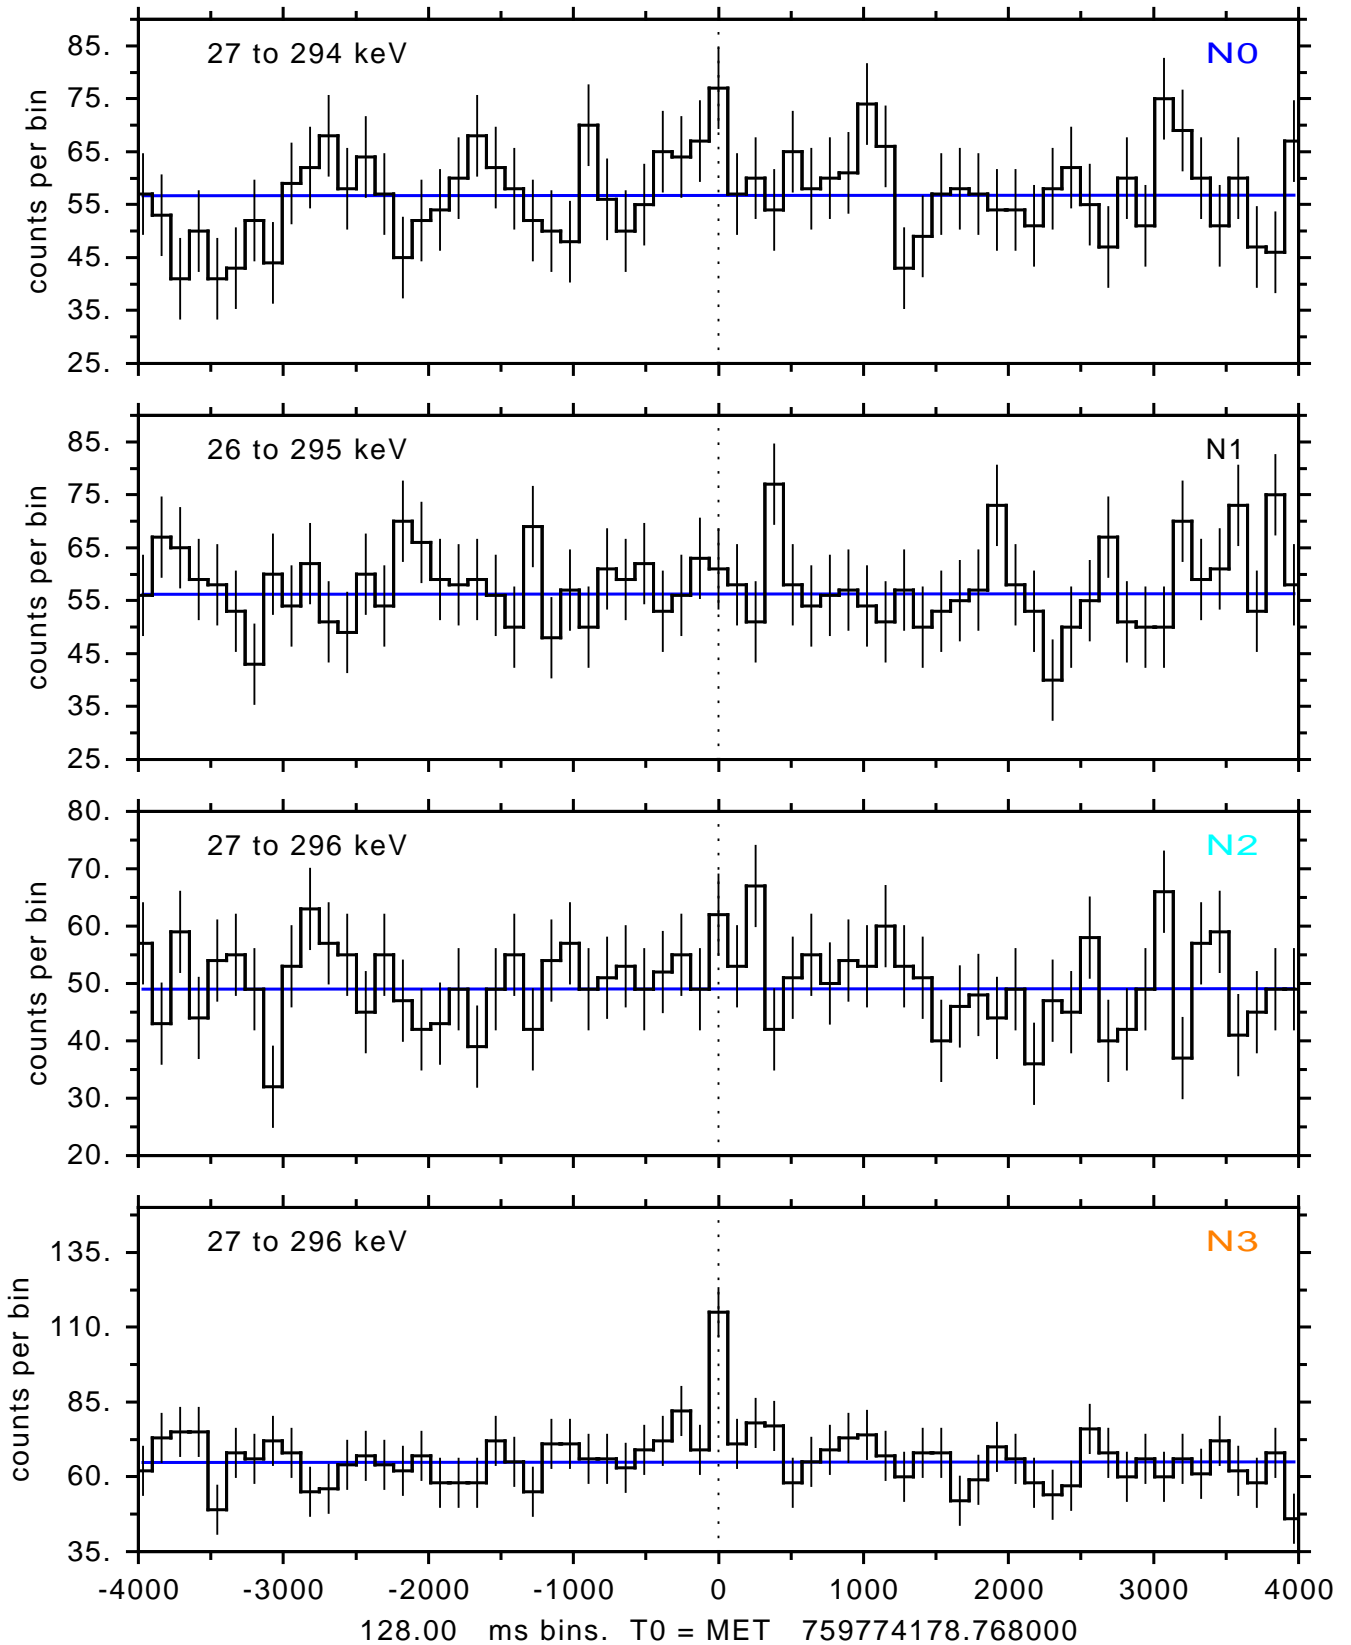 27 to 294 keV N0
85.
75.
65.
55.
45.
35.
25.
counts per bin
26 to 295 keV N1
85.
75.
65.
55.
45.
35.
25.
counts per bin
27 to 296 keV N2
80.
70.
60.
50.
40.
30.
20.
counts per bin
27 to 296 keV N3
135.
110.
85.
60.
35.
counts per bin
-4000 -3000 -2000 -1000 0 1000 2000 3000 4000
128.00 ms bins. T0 = MET 759774178.768000